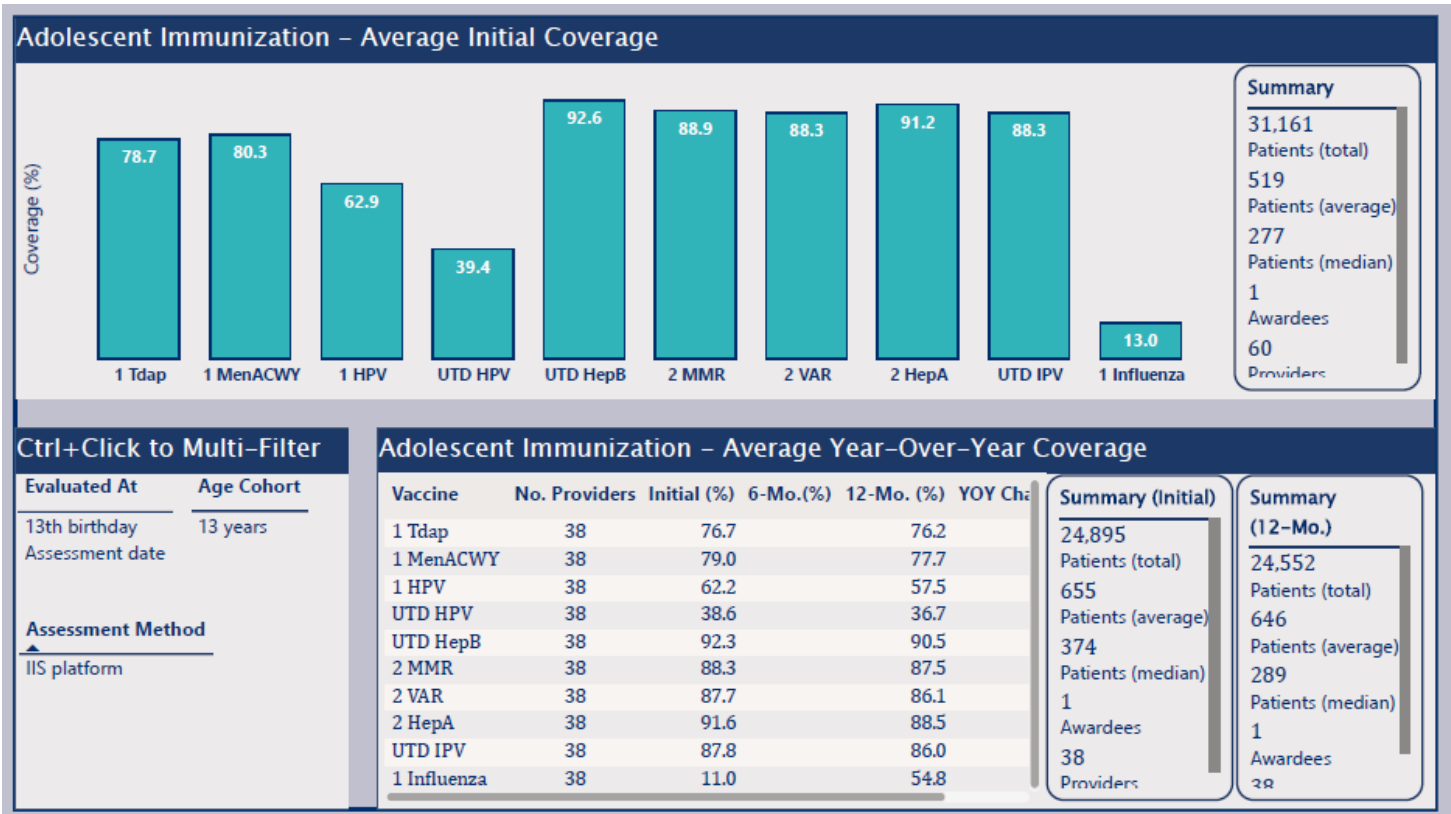 Adolescent Immunization – Average Initial Coverage
Coverage (%)
78.7
80.3
62.9
39.4
92.6
88.9
88.3
91.2
88.3
13.0
1 Tdap
1 MenACWY
1 HPV
UTD HPV
UTD HepB
2 MMR
2 VAR
2 HepA
UTD IPV
1 Influenza
Summary
31,161
Patients (total)
519
Patients (average)
277
Patients (median)
1
Awardees
60
Providers
Ctrl+Click to Multi-Filter
Evaluated At
13th birthday
Assessment date
Age Cohort
13 years
Assessment Method
IIS platform
Adolescent Immunization – Average Year-Over-Year Coverage
Vaccine No. Providers Initial (%) 6-Mo.(%) 12-Mo. (%) YOY Cha
1 Tdap 38 76.7 76.2
1 MenACWY 38 79.0 77.7
1 HPV 38 62.2 57.5
UTD HPV 38 38.6 36.7
UTD HepB 38 92.3 90.5
2 MMR 38 88.3 87.5
2 VAR 38 87.7 86.1
2 HepA 38 91.6 88.5
UTD IPV 38 87.8 86.0
1 Influenza 38 11.0 54.8
Summary (Initial)
24,895
Patients (total)
655
Patients (average)
374
Patients (median)
1
Awardees
38
Providers
Summary
(12-Mo.)
24,552
Patients (total)
646
Patients (average)
289
Patients (median)
1
Awardees
38